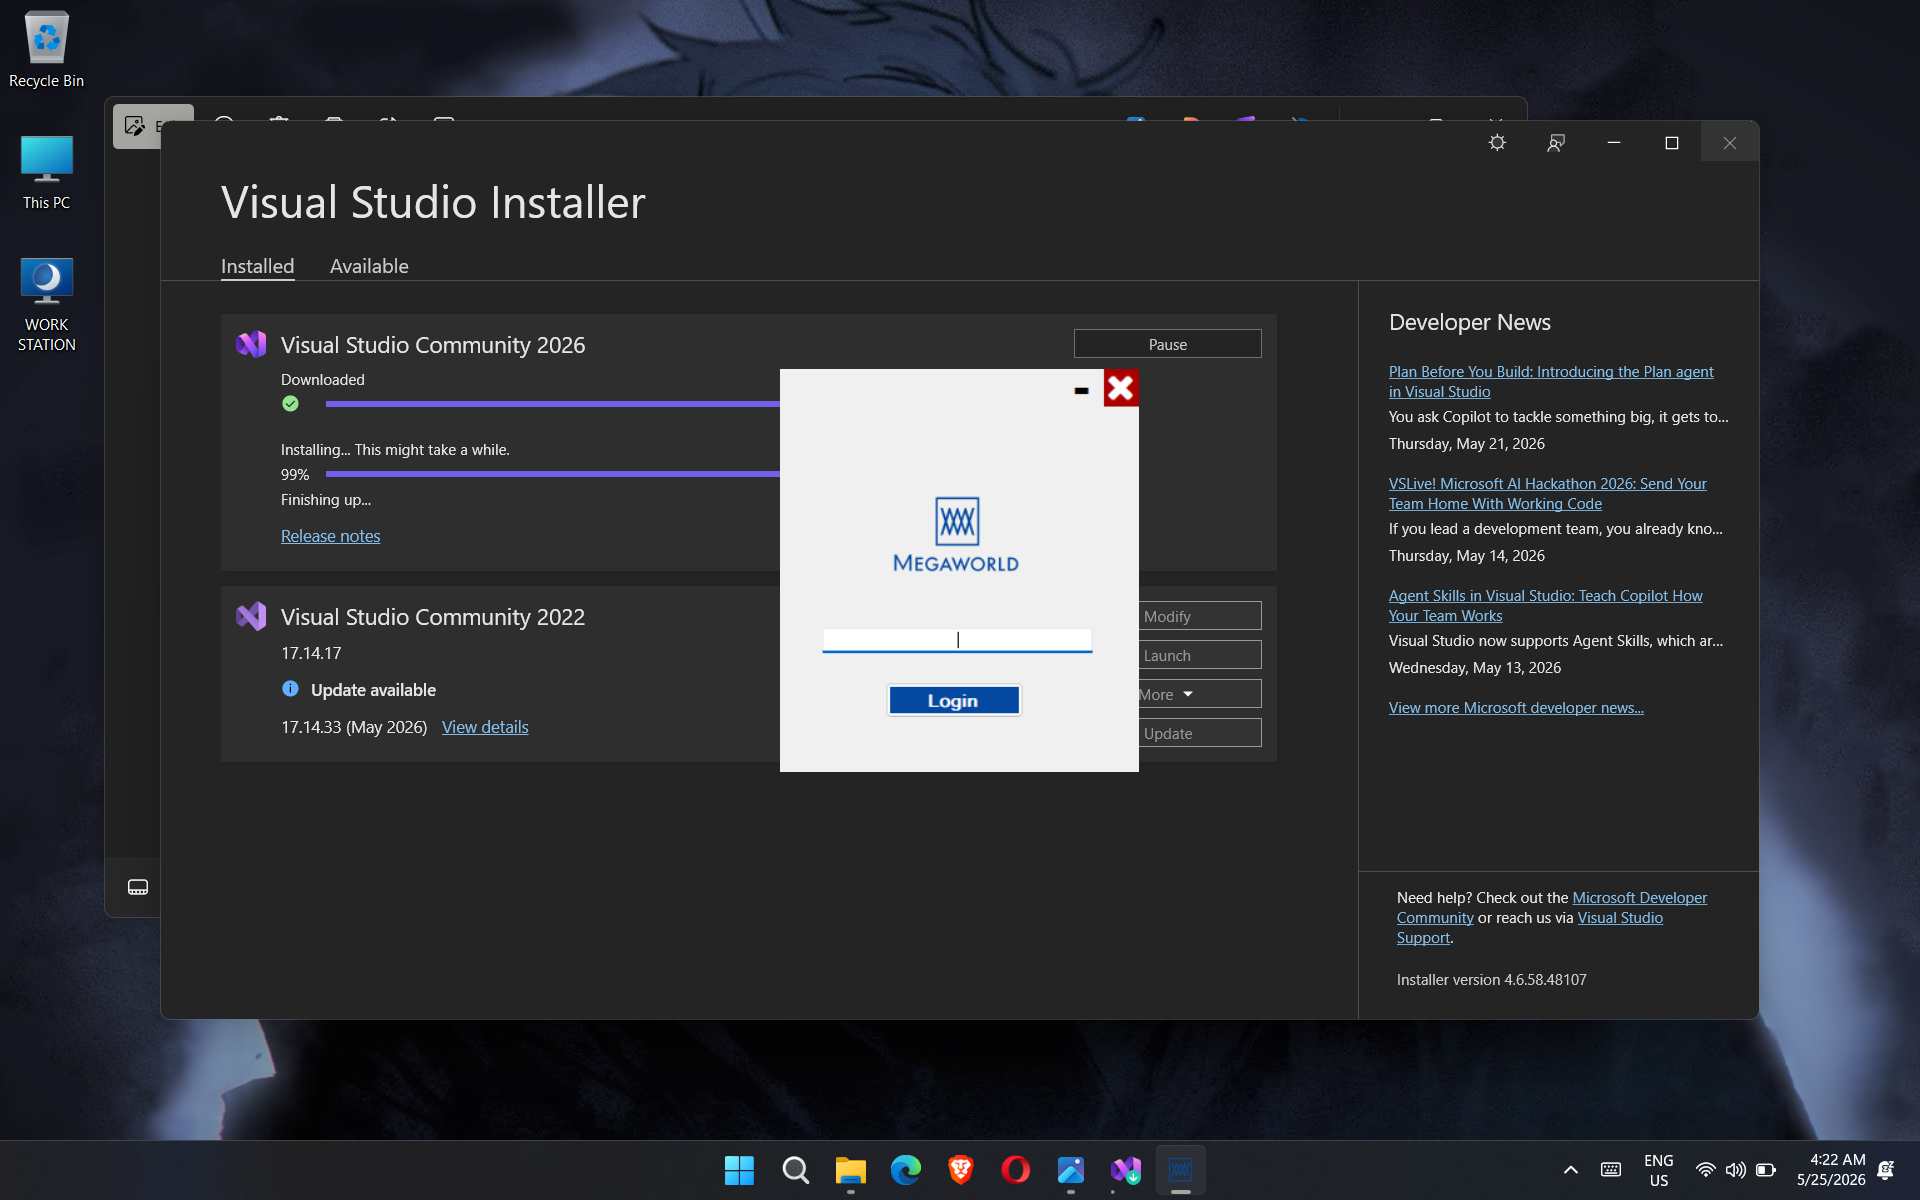 Recycle Bin
This PC
WORK
STATION
Visual Studio Installer
Installed
Available
Visual Studio Community 2026
Pause
Downloaded
Installing... This might take a while.
99%
Finishing up...
Release notes
Visual Studio Community 2022
17.14.17
Update available
17.14.33 (May 2026)
View details
Modify
Launch
More
Update
MEGAWORLD
Login
Developer News
Plan Before You Build: Introducing the Plan agent
in Visual Studio
You ask Copilot to tackle something big, it gets to...
Thursday, May 21, 2026
VSLive! Microsoft AI Hackathon 2026: Send Your
Team Home With Working Code
If you lead a development team, you already kno...
Thursday, May 14, 2026
Agent Skills in Visual Studio: Teach Copilot How
Your Team Works
Visual Studio now supports Agent Skills, which ar...
Wednesday, May 13, 2026
View more Microsoft developer news...
Need help? Check out the Microsoft Developer
Community or reach us via Visual Studio
Support.
Installer version 4.6.58.48107
ENG
US
4:22 AM
5/25/2026